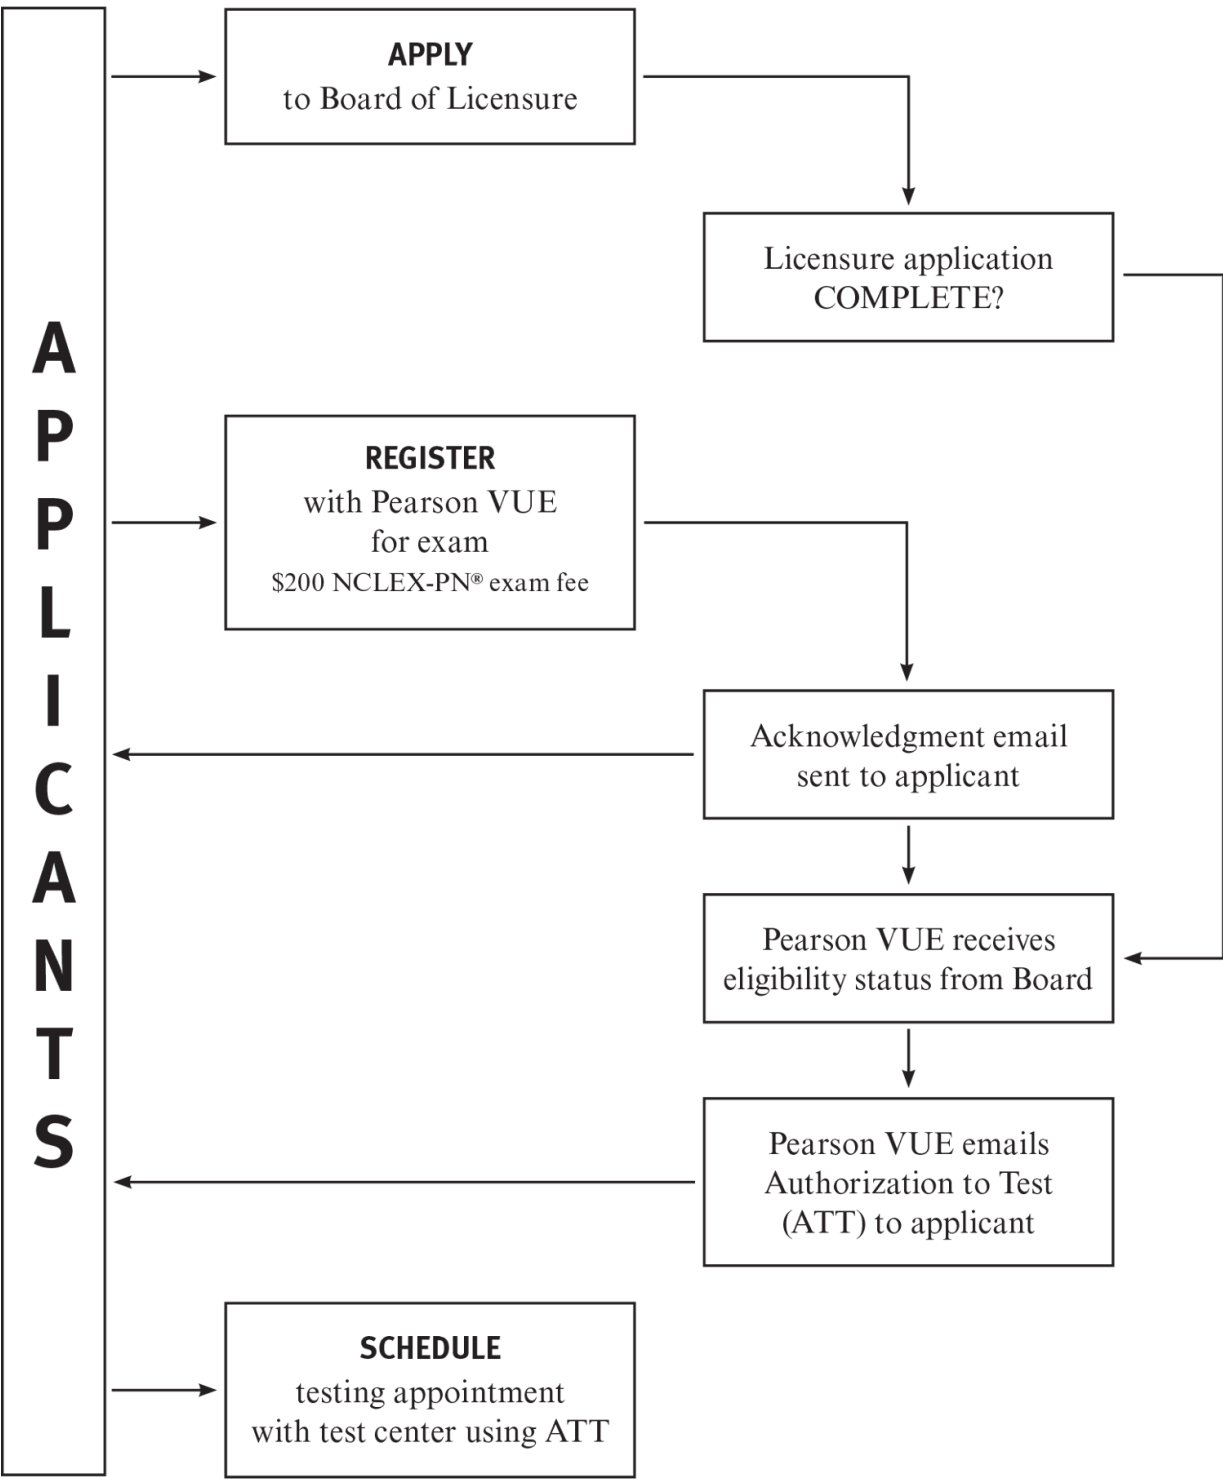 APPLICANTS
APPLY
to Board of Licensure
Licensure application
COMPLETE?
REGISTER
with Pearson VUE
for exam
$200 NCLEX-PN® exam fee
Acknowledgment email
sent to applicant
Pearson VUE receives
eligibility status from Board
Pearson VUE emails
Authorization to Test
(ATT) to applicant
SCHEDULE
testing appointment
with test center using ATT